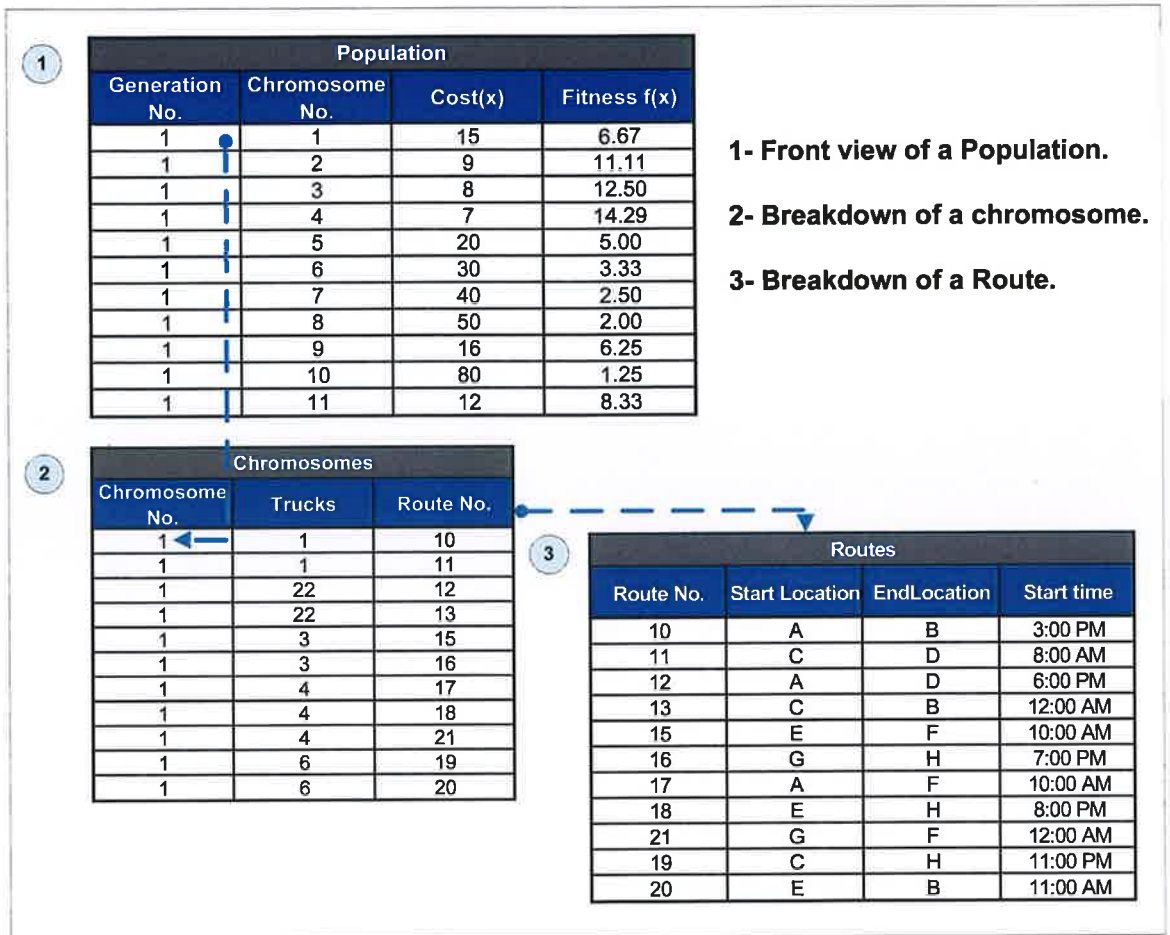 1
Population
Generation No. Chromosome No. Cost(x) Fitness f(x)
1 1 15 6.67
1 2 9 11.11
1 3 8 12.50
1 4 7 14.29
1 5 20 5.00
1 6 30 3.33
1 7 40 2.50
1 8 50 2.00
1 9 16 6.25
1 10 80 1.25
1 11 12 8.33
1- Front view of a Population.
2- Breakdown of a chromosome.
3- Breakdown of a Route.
2
Chromosomes
Chromosome No. Trucks Route No.
1 1 10
1 1 11
1 22 12
1 22 13
1 3 15
1 3 16
1 4 17
1 4 18
1 4 21
1 6 19
1 6 20
3
Routes
Route No. Start Location EndLocation Start time
10 A B 3:00 PM
11 C D 8:00 AM
12 A D 6:00 PM
13 C B 12:00 AM
15 E F 10:00 AM
16 G H 7:00 PM
17 A F 10:00 AM
18 E H 8:00 PM
21 G F 12:00 AM
19 C H 11:00 PM
20 E B 11:00 AM